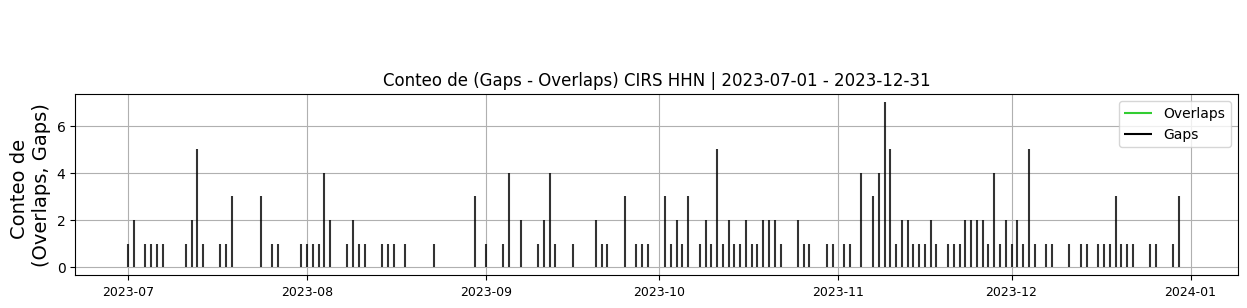 Conteo de (Gaps - Overlaps) CIRS HHN | 2023-07-01 - 2023-12-31
Conteo de
(Overlaps, Gaps)
6
4
2
0
Overlaps
Gaps
2023-07
2023-08
2023-09
2023-10
2023-11
2023-12
2024-01